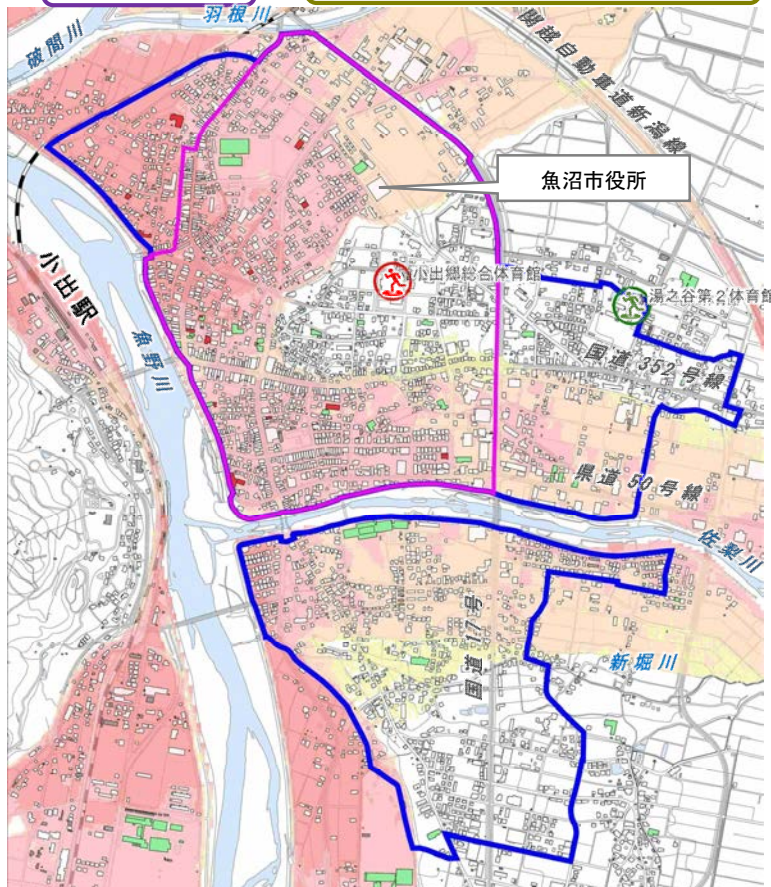 羽根川
破間川
関越自動車道新潟線
魚沼市役所
小出郷総合体育館
湯之谷第2体育館
小出駅
魚野川
国道 352号線
県道 50号線
佐梨川
国道 17号
新堀川